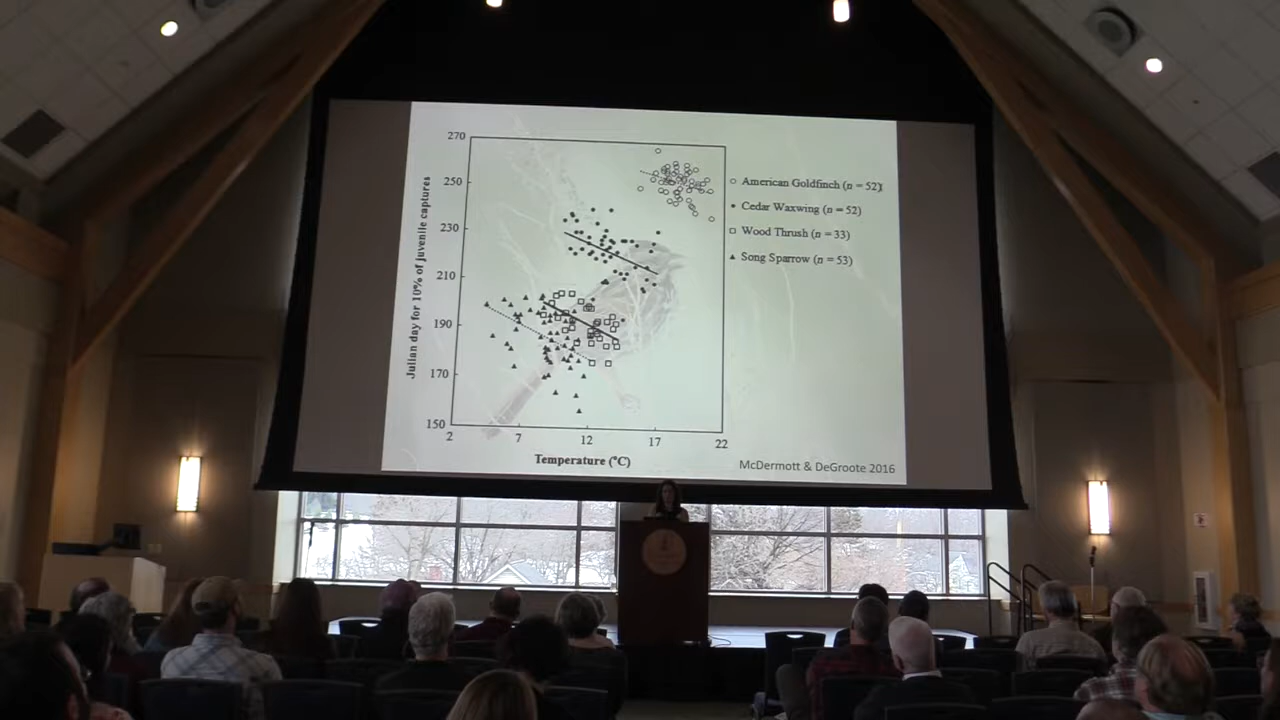 270
250
230
210
190
170
150
2
7
12
17
22
Julian day for 10% of juvenile captures
Temperature (°C)
American Goldfinch (n = 52)
Cedar Waxwing (n = 52)
Wood Thrush (n = 33)
Song Sparrow (n = 53)
McDermott & DeGroote 2016